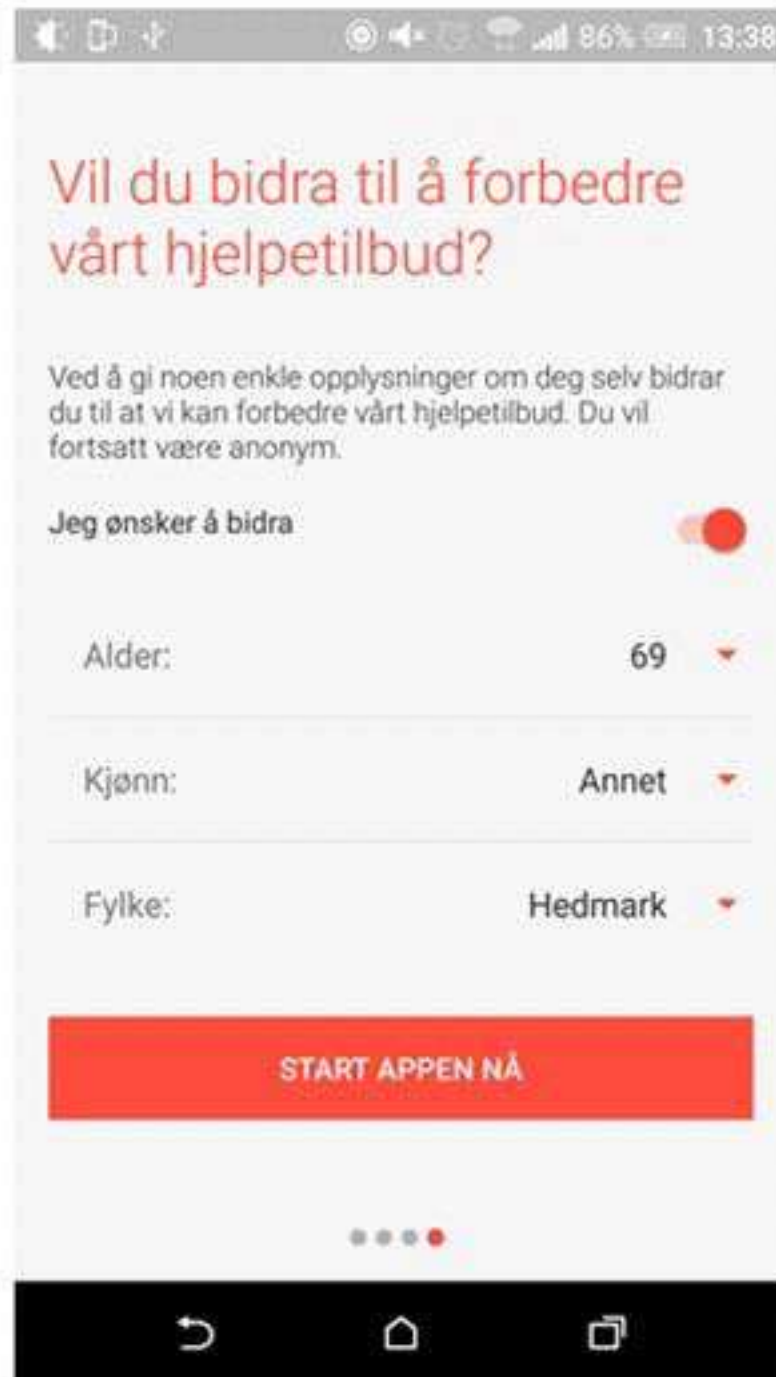 86% 13:38
Vil du bidra til å forbedre
vårt hjelpetilbud?
Ved å gi noen enkle opplysninger om deg selv bidrar
du til at vi kan forbedre vårt hjelpetilbud. Du vil
fortsatt være anonym.
Jeg ønsker å bidra
Alder: 69
Kjønn: Annet
Fylke: Hedmark
START APPEN NÅ